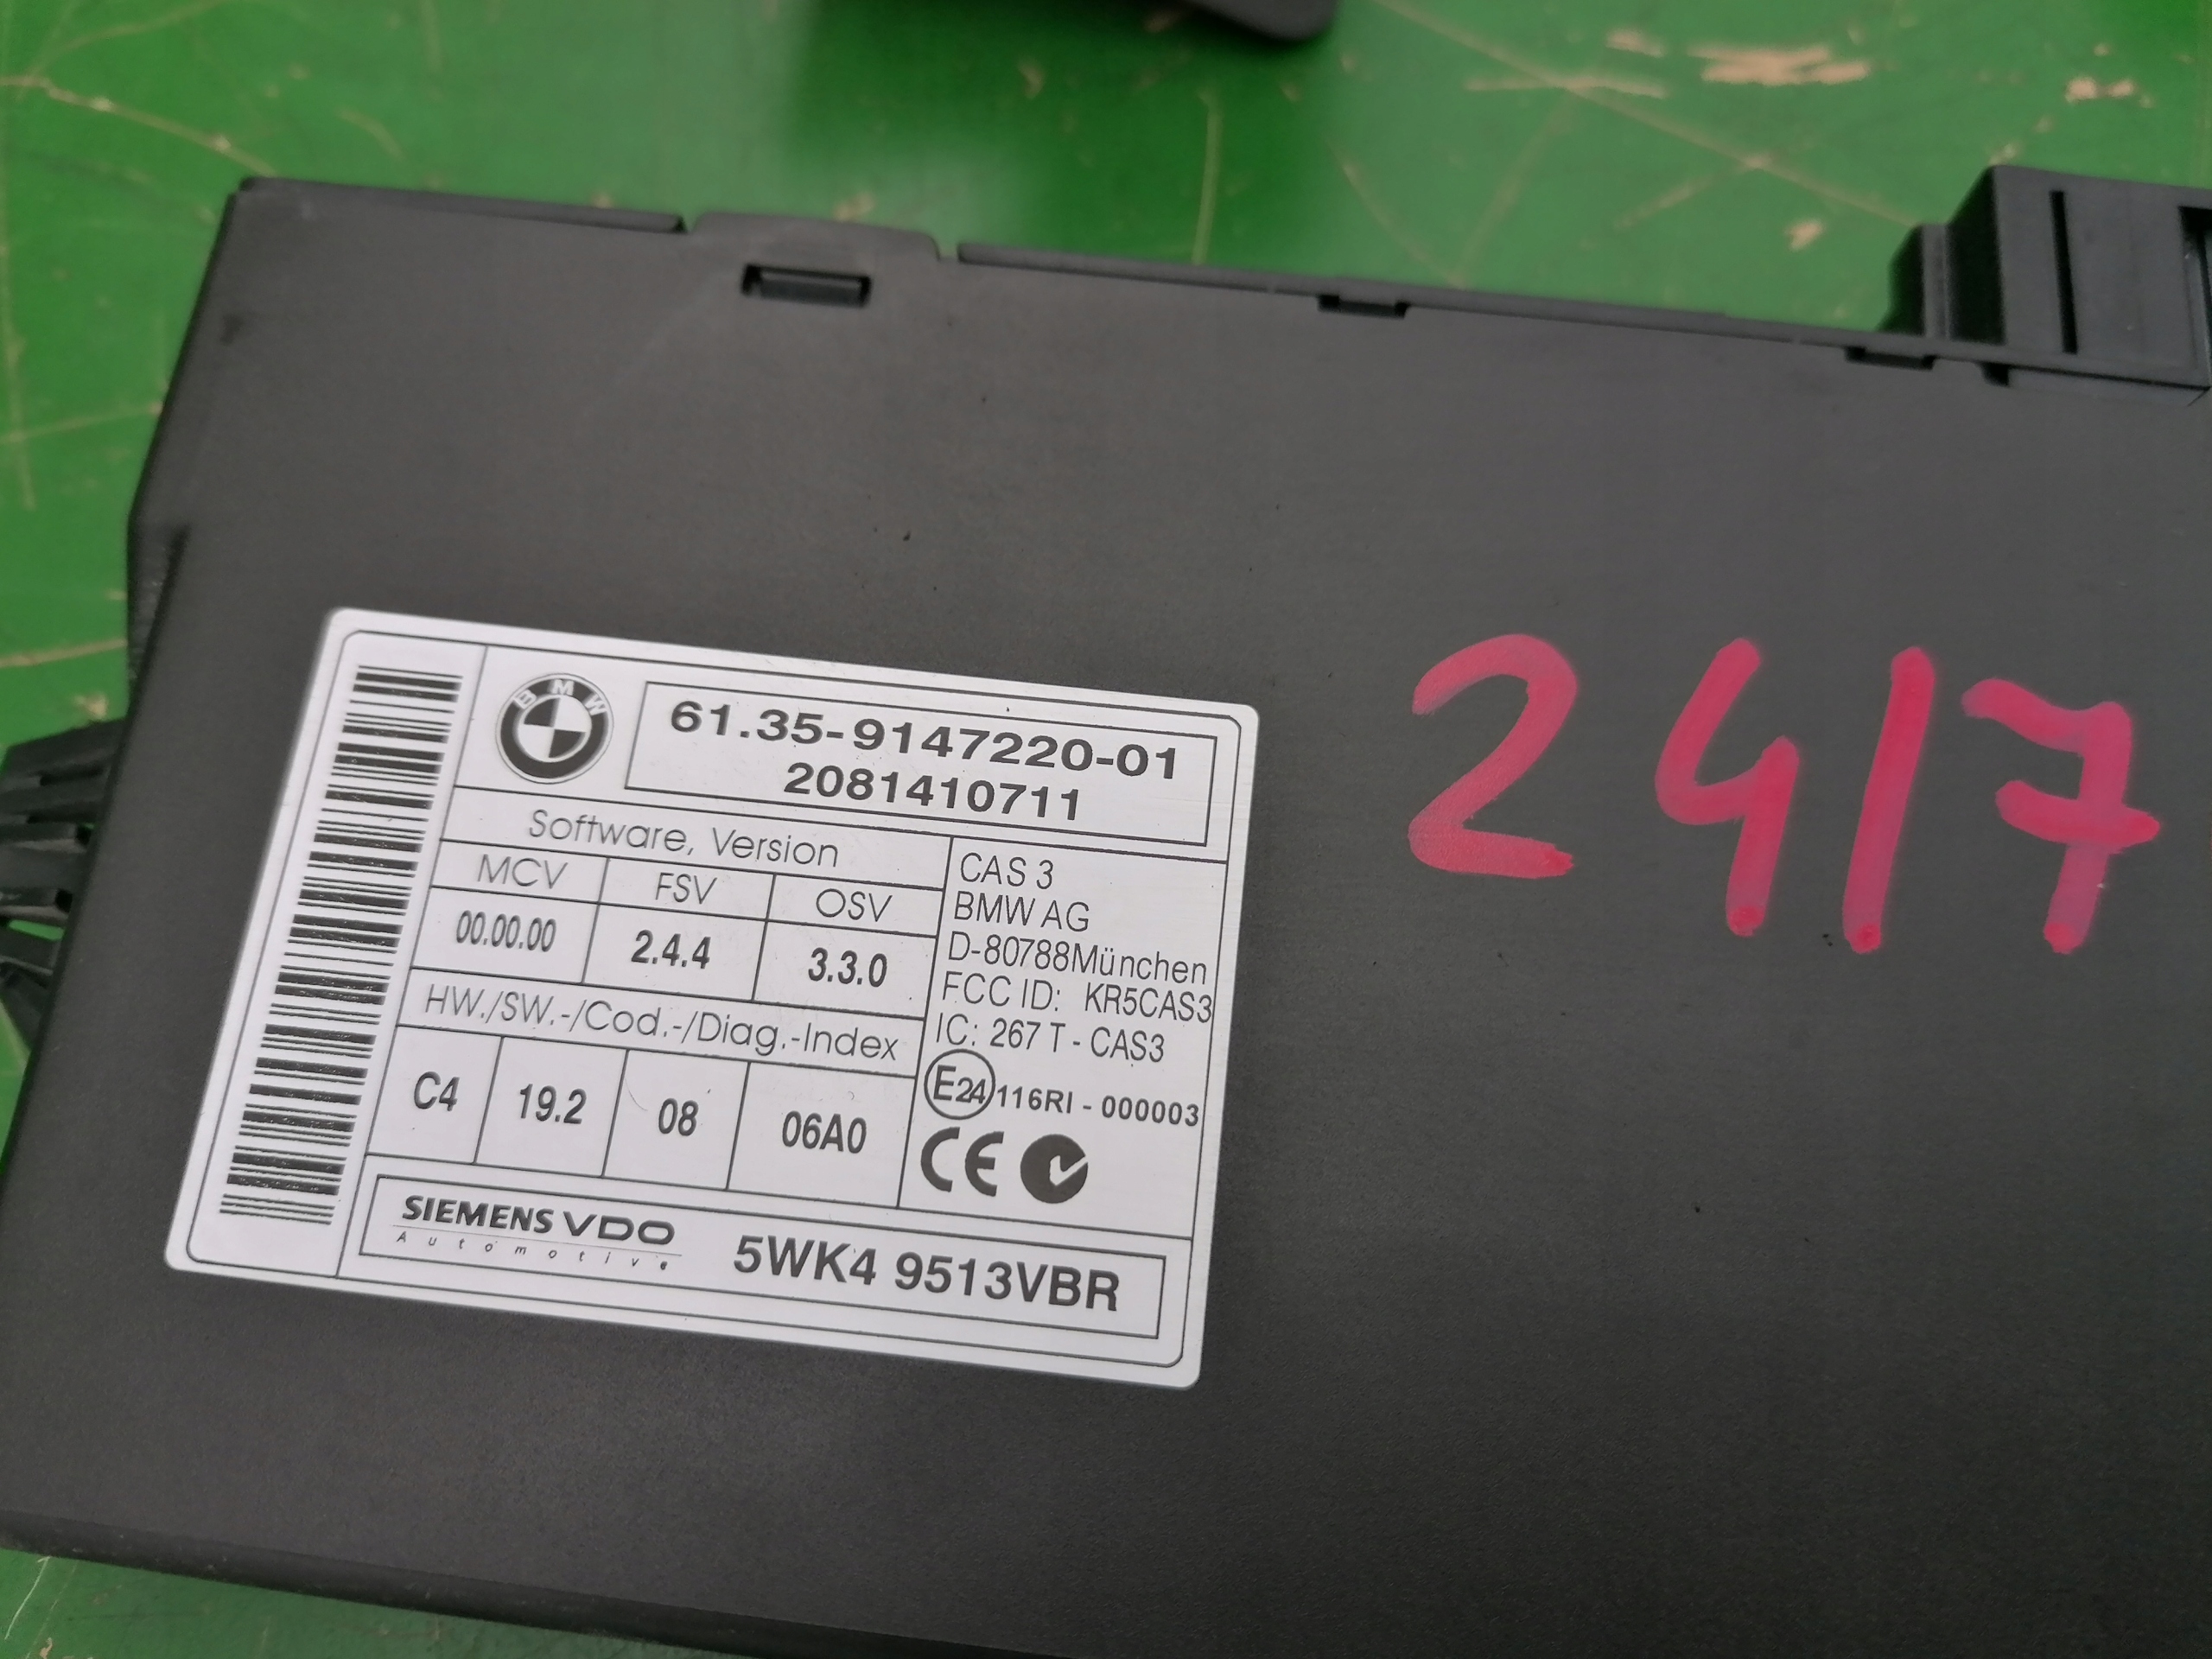 BMW
61.35-9147220-01
2081410711
Software, Version
MCV FSV OSV
00.00.00 2.4.4 3.3.0
HW./SW.-/Cod.-/Diag.-Index
C4 19.2 08 06A0
CAS 3
BMW AG
D-80788München
FCC ID: KR5CAS3
IC: 267 T - CAS3
E24 116RI - 000003
CE
SIEMENS VDO
Automotive
5WK4 9513VBR
24/7